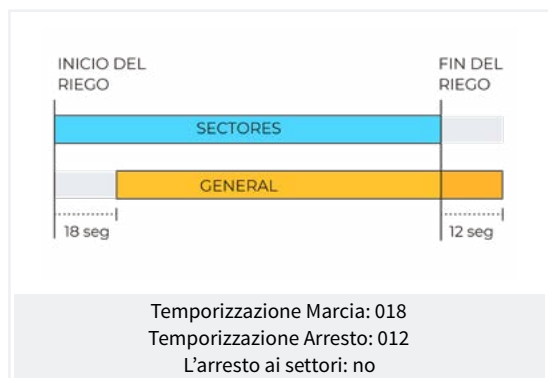 INICIO DEL
RIEGO
FIN DEL
RIEGO
SECTORES
GENERAL
18 seg
12 seg
Temporizzazione Marcia: 018
Temporizzazione Arresto: 012
L’arresto ai settori: no